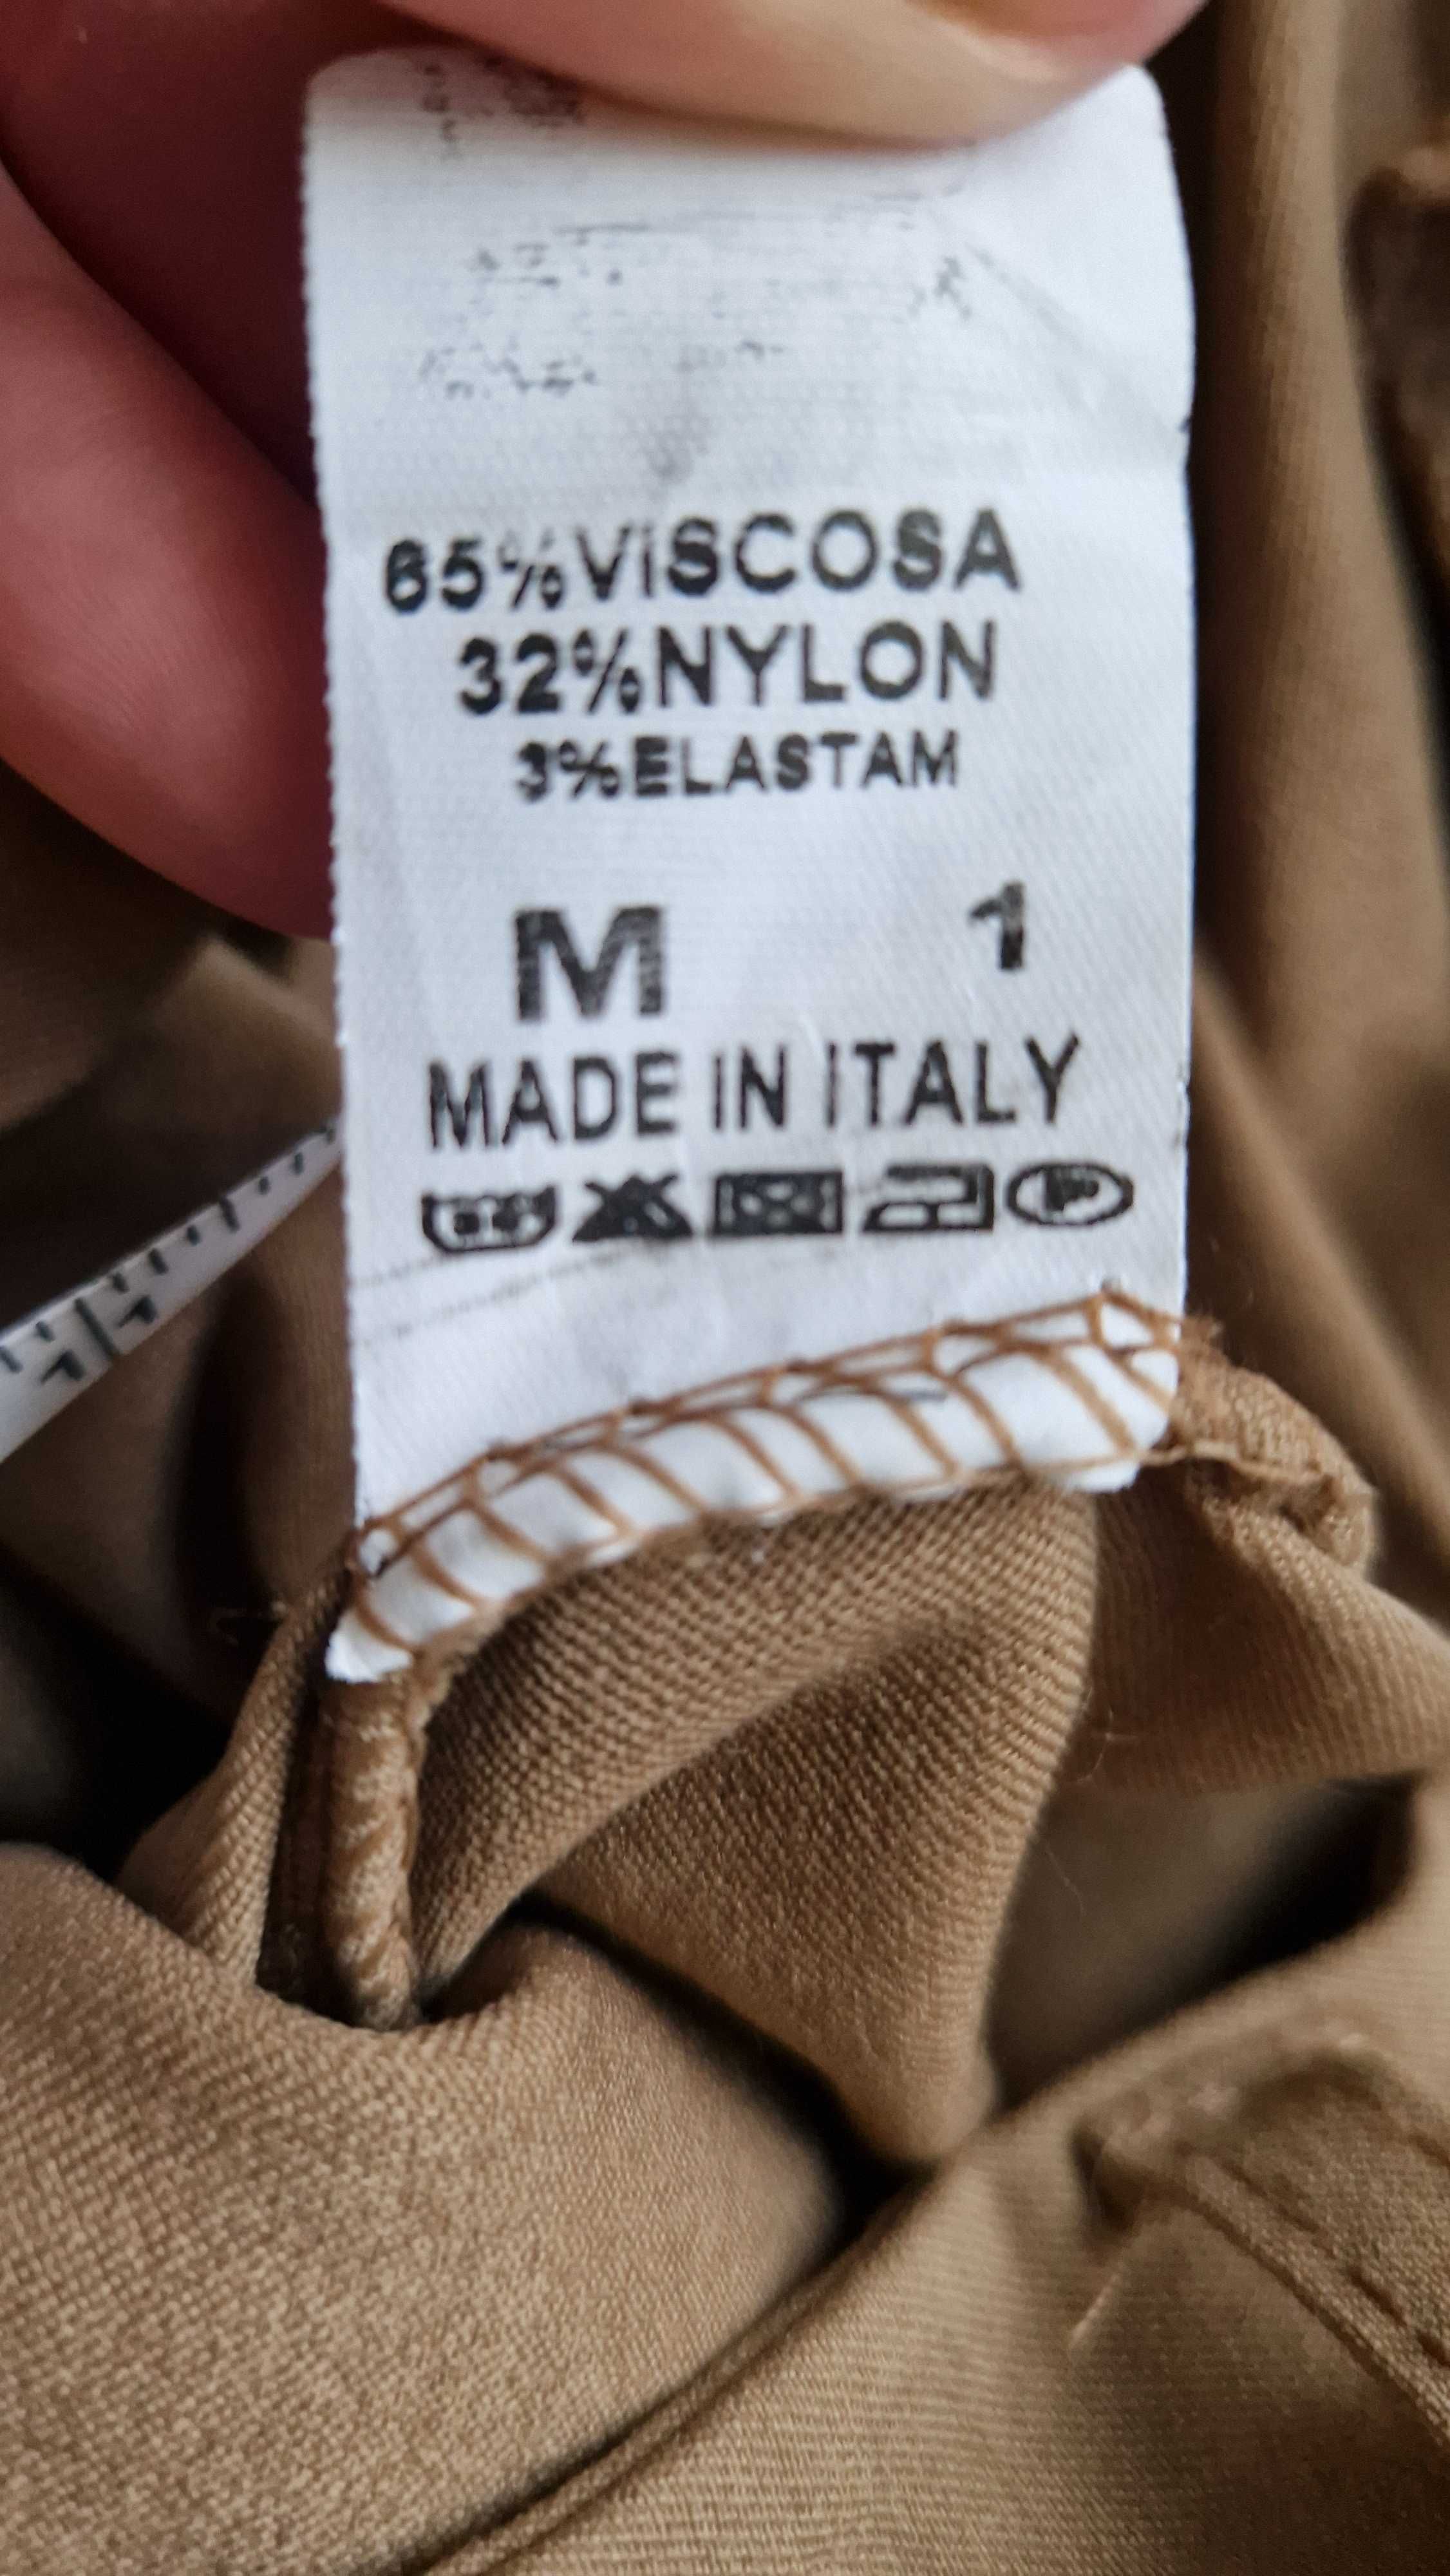 65%ViSCOSA
32%NYLON
3%ELASTAM
M 1
MADE IN ITALY
P